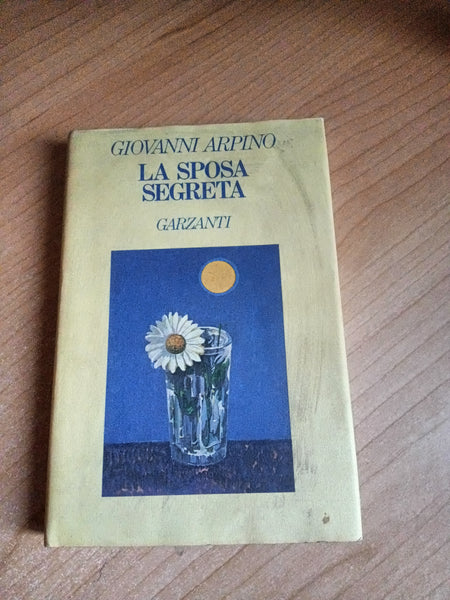 GIOVANNI ARPINO
LA SPOSA
SEGRETA
GARZANTI